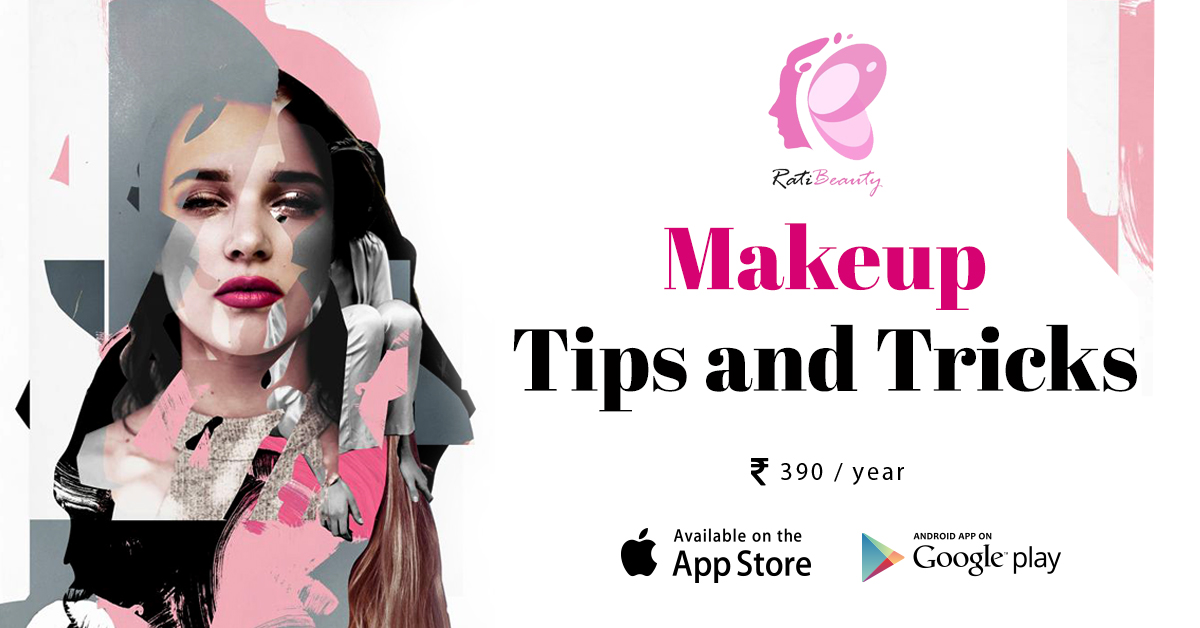 RatiBeauty
Makeup
Tips and Tricks
₹ 390 / year
Available on the
App Store
ANDROID APP ON
Google play